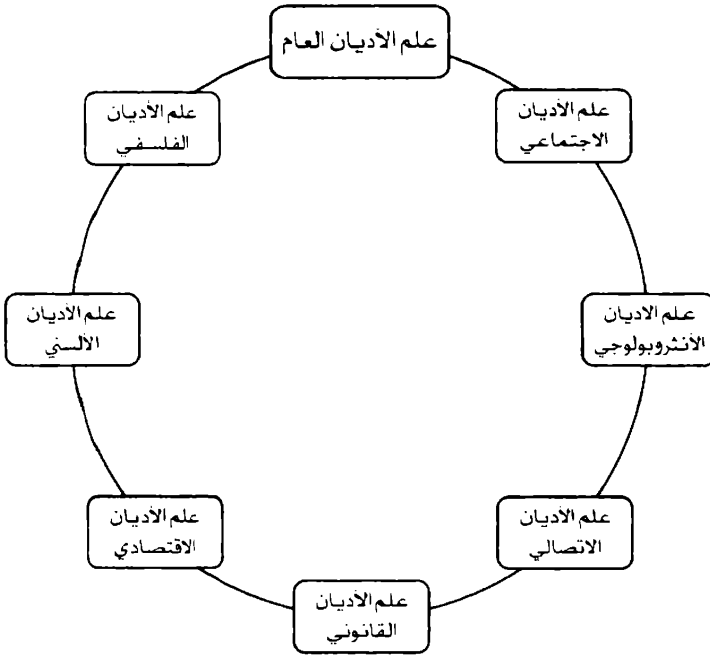 علم الأديان العام
علم الأديان
الاجتماعي
علم الاديان
الأنثروبولوجي
علم الأديان
الاتصالي
علم الأديان
القانوني
علم الأديان
الاقتصادي
علم الأديان
الألسني
علم الأديان
الفلسفي